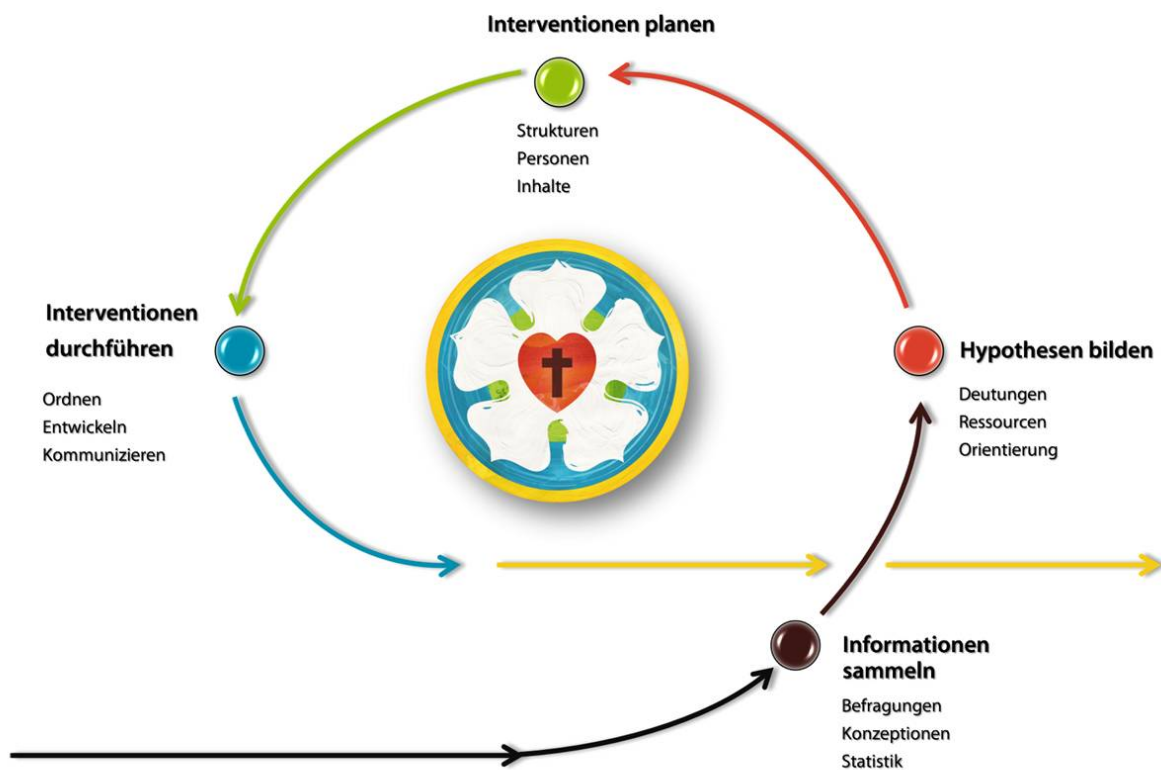 Interventionen planen
Strukturen
Personen
Inhalte
Interventionen
durchführen
Ordnen
Entwickeln
Kommunizieren
Hypothesen bilden
Deutungen
Ressourcen
Orientierung
Informationen
sammeln
Befragungen
Konzeptionen
Statistik